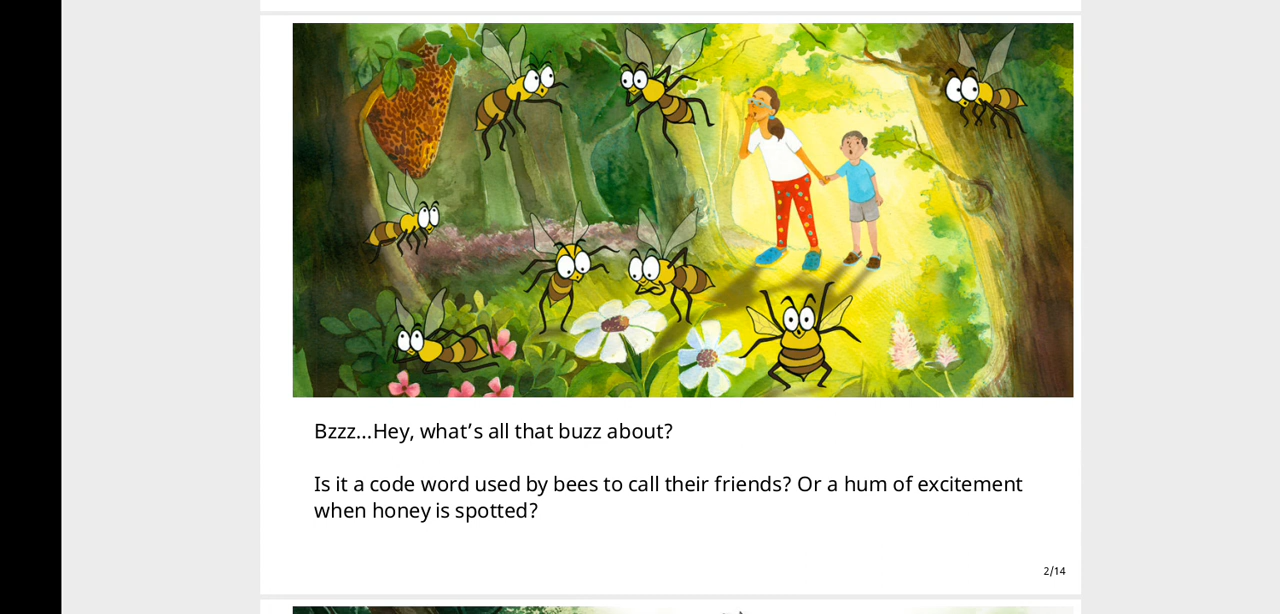 Bzzz...Hey, what’s all that buzz about?
Is it a code word used by bees to call their friends? Or a hum of excitement
when honey is spotted?
2/14